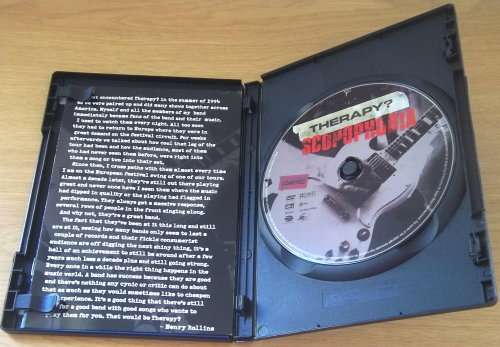 encountered Therapy? in the summer of 1994
we were paired up and did many shows together across
America. Myself and all the members of my band
immediately became fans of the band and their music.
I used to watch them every night. All too soon
they had to return to Europe where they were in
great demand on the festival circuit. For weeks
afterwards we talked about how cool that leg of the
tour had been and how the audience, most of them
who had never seen them before, were right into
them a song or two into their set.
Since then, I cross paths with them almost every time
I am on the European festival swing of one of our tours.
Almost a decade later, they're still out there playing
great and never once have I seen them where the music
had dipped in quality or the playing had flagged in
performance. They always get a massive response,
several rows of people in the front singing along.
And why not, they're a great band.
The fact that they've been at it this long and still
are at it, seeing how many bands only seem to last a
couple of records and their fickle consumerist
audience are off digging the next shiny thing, it's a
hell of an achievement to still be around after a few
years much less a decade plus and still going strong.
Every once in a while the right thing happens in the
music world. A band has success because they are good
and there's nothing any cynic or critic can do about
that as much as they would sometimes like to cheapen
experience. It's a good thing that there's still
for a good band with good songs who wants to
play them for you. That would be Therapy?
- Henry Rollins
THERAPY?
SCOPOPHOBIA
DVD